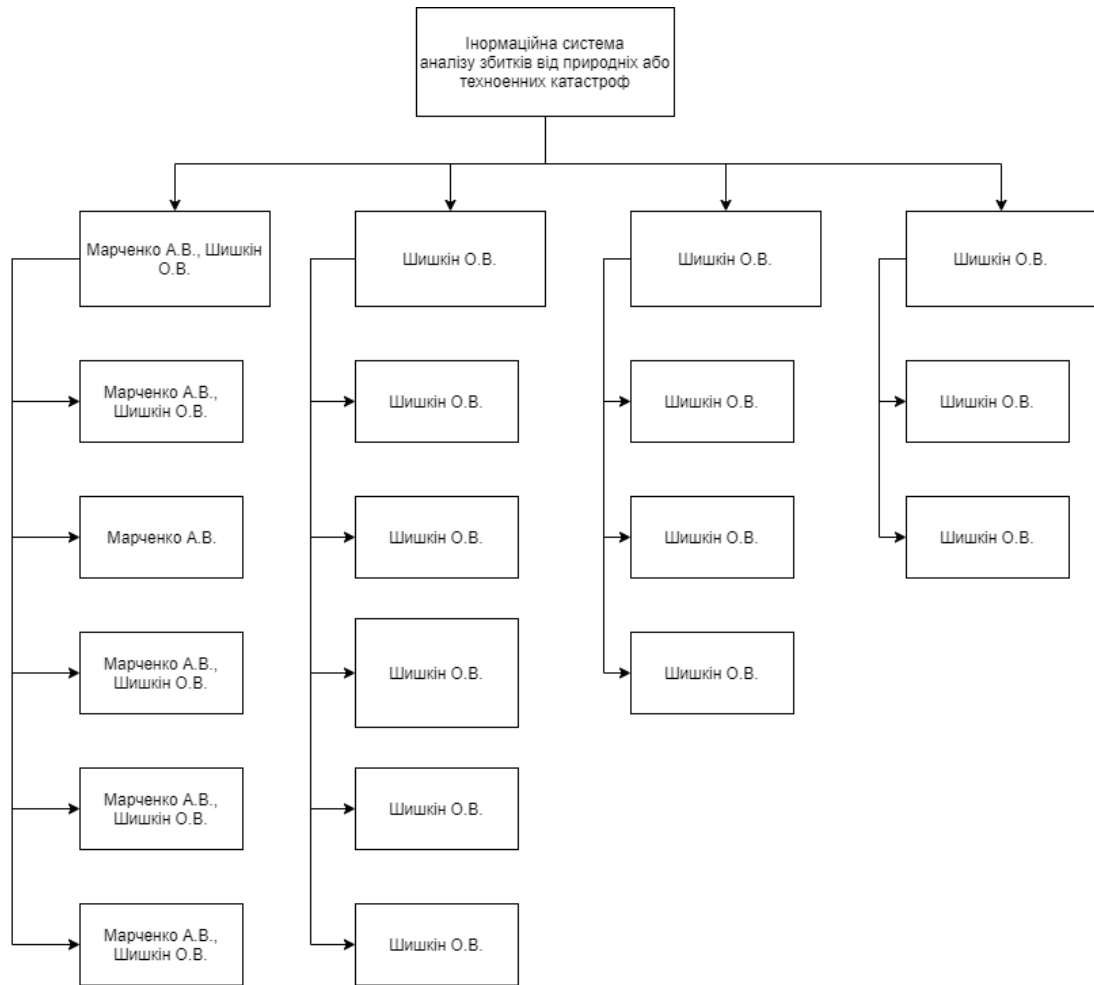 Інормаційна система
аналізу збитків від природніх або
техноенних катастроф
Марченко А.В., Шишкін
О.В.
Шишкін О.В.
Шишкін О.В.
Шишкін О.В.
Марченко А.В.,
Шишкін О.В.
Шишкін О.В.
Шишкін О.В.
Шишкін О.В.
Марченко А.В.
Шишкін О.В.
Шишкін О.В.
Шишкін О.В.
Марченко А.В.,
Шишкін О.В.
Шишкін О.В.
Шишкін О.В.
Марченко А.В.,
Шишкін О.В.
Шишкін О.В.
Марченко А.В.,
Шишкін О.В.
Шишкін О.В.